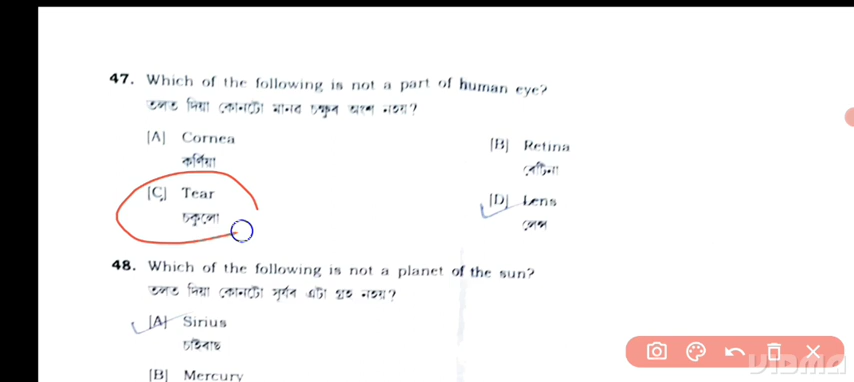 47. Which of the following is not a part of human eye?
তলত দিয়া কোনটো মানৱ চক্ষুৰ অংশ নহয়?
[A] Cornea
কৰ্ণিয়া
[B] Retina
ৰেটিনা
[C] Tear
চকুলো
[D] Lens
লেন্স
48. Which of the following is not a planet of the sun?
তলত দিয়া কোনটো সূৰ্যৰ এটা গ্ৰহ নহয়?
[A] Sirius
চাইৰাছ
[B] Mercury
VIDMA